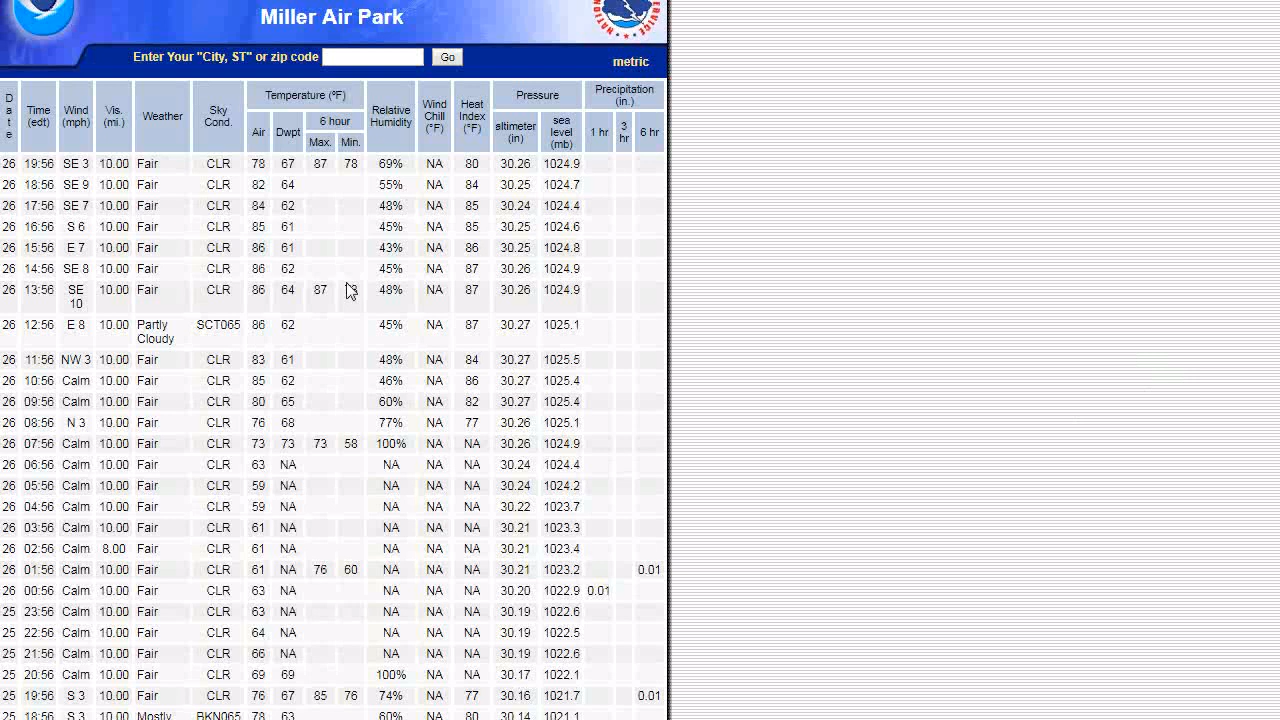 Miller Air Park
Enter Your "City, ST" or zip code Go
metric
Date Time (edt) Wind (mph) Vis. (mi.) Weather Sky Cond. Temperature (ºF) Relative Humidity Wind Chill (°F) Heat Index (°F) Pressure Precipitation (in.)
Air Dwpt 6 hour altimeter (in) sea level (mb) 1 hr 3 hr 6 hr
Max. Min.
26 19:56 SE 3 10.00 Fair CLR 78 67 87 78 69% NA 80 30.26 1024.9
26 18:56 SE 9 10.00 Fair CLR 82 64 55% NA 84 30.25 1024.7
26 17:56 SE 7 10.00 Fair CLR 84 62 48% NA 85 30.24 1024.4
26 16:56 S 6 10.00 Fair CLR 85 61 45% NA 85 30.25 1024.6
26 15:56 E 7 10.00 Fair CLR 86 61 43% NA 86 30.25 1024.8
26 14:56 SE 8 10.00 Fair CLR 86 62 45% NA 87 30.26 1024.9
26 13:56 SE 10 10.00 Fair CLR 86 64 87 48% NA 87 30.26 1024.9
26 12:56 E 8 10.00 Partly Cloudy SCT065 86 62 45% NA 87 30.27 1025.1
26 11:56 NW 3 10.00 Fair CLR 83 61 48% NA 84 30.27 1025.5
26 10:56 Calm 10.00 Fair CLR 85 62 46% NA 86 30.27 1025.4
26 09:56 Calm 10.00 Fair CLR 80 65 60% NA 82 30.27 1025.4
26 08:56 N 3 10.00 Fair CLR 76 68 77% NA 77 30.26 1025.1
26 07:56 Calm 10.00 Fair CLR 73 73 73 58 100% NA NA 30.26 1024.9
26 06:56 Calm 10.00 Fair CLR 63 NA NA NA NA 30.24 1024.4
26 05:56 Calm 10.00 Fair CLR 59 NA NA NA NA 30.24 1024.2
26 04:56 Calm 10.00 Fair CLR 59 NA NA NA NA 30.22 1023.7
26 03:56 Calm 10.00 Fair CLR 61 NA NA NA NA 30.21 1023.3
26 02:56 Calm 8.00 Fair CLR 61 NA NA NA NA 30.21 1023.4
26 01:56 Calm 10.00 Fair CLR 61 NA 76 60 NA NA NA 30.21 1023.2 0.01
26 00:56 Calm 10.00 Fair CLR 63 NA NA NA NA 30.20 1022.9 0.01
25 23:56 Calm 10.00 Fair CLR 63 NA NA NA NA 30.19 1022.6
25 22:56 Calm 10.00 Fair CLR 64 NA NA NA NA 30.19 1022.5
25 21:56 Calm 10.00 Fair CLR 66 NA NA NA NA 30.19 1022.6
25 20:56 Calm 10.00 Fair CLR 69 69 100% NA NA 30.17 1022.1
25 19:56 S 3 10.00 Fair CLR 76 67 85 76 74% NA 77 30.16 1021.7 0.01
25 18:56 S 3 10.00 Mostly BKN065 78 63 60% NA 80 30.14 1021.1